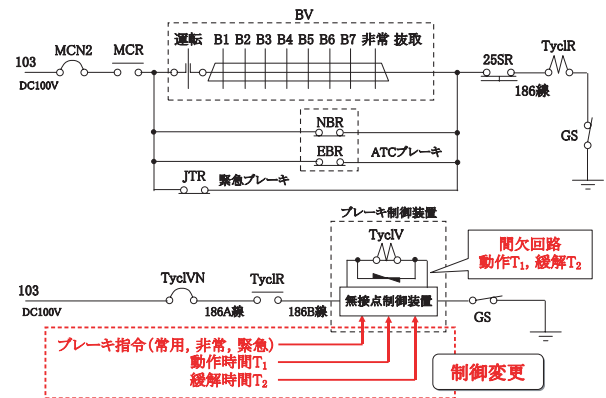 BV
運転 B1 B2 B3 B4 B5 B6 B7 非常 抜取
103
DC100V
MCN2
MCR
25SR
TyclR
186線
GS
NBR
EBR
ATCブレーキ
JTR
緊急ブレーキ
ブレーキ制御装置
TyclV
間欠回路
動作T₁, 緩解T₂
103
DC100V
TyclVN
186A線
TyclR
186B線
無接点制御装置
GS
ブレーキ指令(常用, 非常, 緊急)
動作時間T₁
緩解時間T₂
制御変更